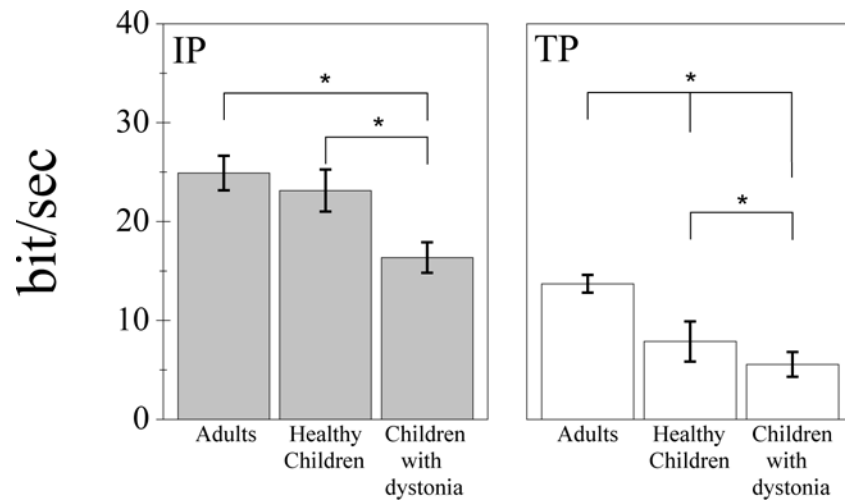 bit/sec
40
30
20
10
0
IP
*
*
Adults
Healthy
Children
Children
with
dystonia
TP
*
*
Adults
Healthy
Children
Children
with
dystonia